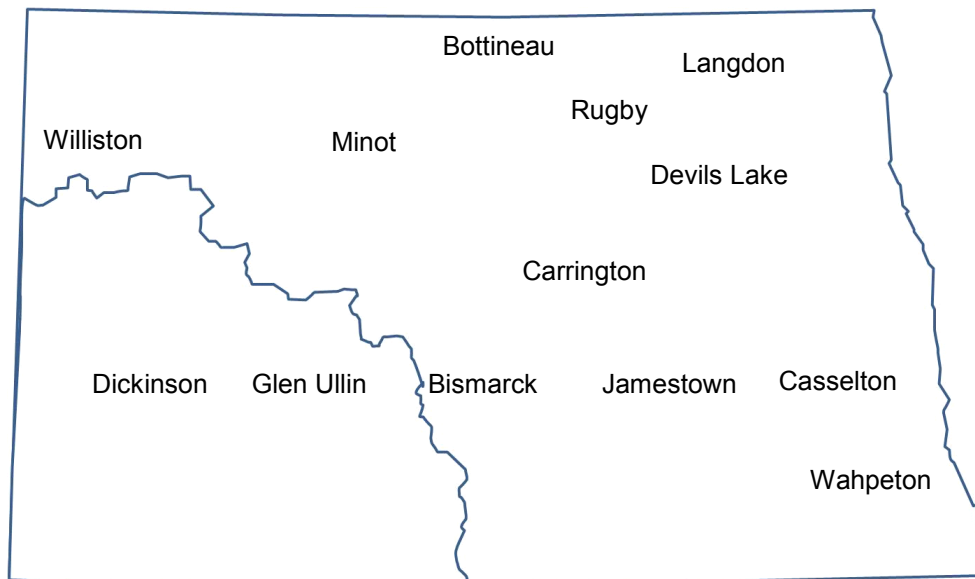 Bottineau
Langdon
Rugby
Williston
Minot
Devils Lake
Carrington
Dickinson
Glen Ullin
Bismarck
Jamestown
Casselton
Wahpeton